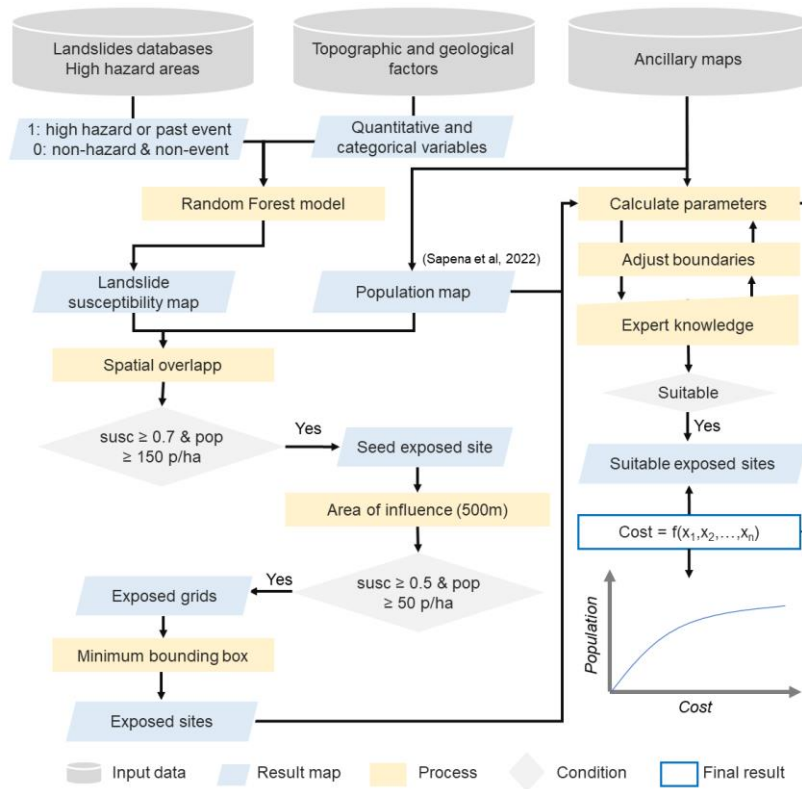 Landslides databases
High hazard areas
Topographic and geological
factors
Ancillary maps
1: high hazard or past event
0: non-hazard & non-event
Quantitative and
categorical variables
Random Forest model
Calculate parameters
(Sapena et al, 2022)
Adjust boundaries
Landslide
susceptibility map
Population map
Expert knowledge
Spatial overlapp
Suitable
susc ≥ 0.7 & pop
≥ 150 p/ha
Yes
Seed exposed site
Yes
Suitable exposed sites
Area of influence (500m)
Cost = f(x₁,x₂,…,xₙ)
susc ≥ 0.5 & pop
≥ 50 p/ha
Yes
Exposed grids
Minimum bounding box
Exposed sites
Population
Cost
Input data
Result map
Process
Condition
Final result